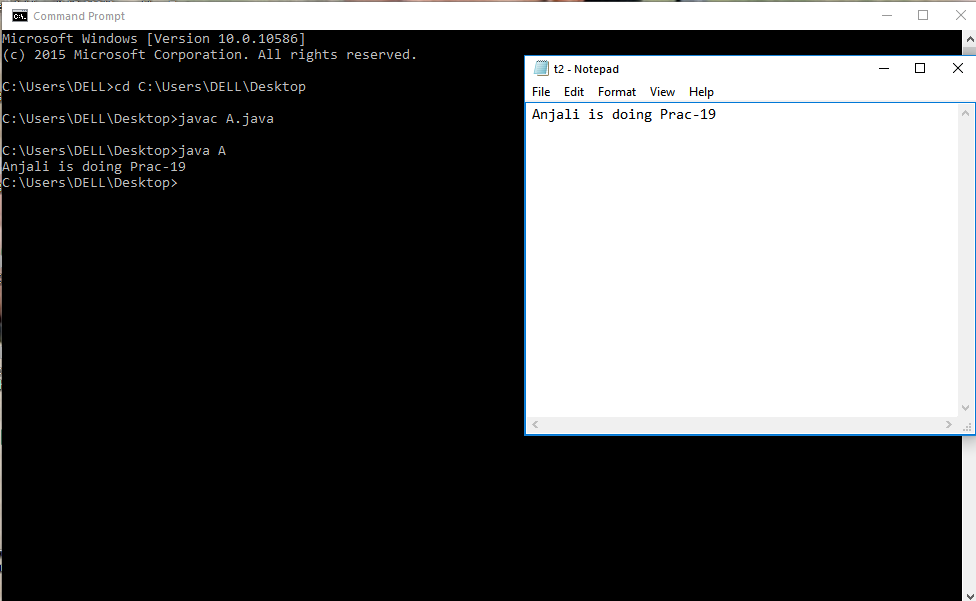 Command Prompt
Microsoft Windows [Version 10.0.10586]
(c) 2015 Microsoft Corporation. All rights reserved.
C:\Users\DELL>cd C:\Users\DELL\Desktop
C:\Users\DELL\Desktop>javac A.java
C:\Users\DELL\Desktop>java A
Anjali is doing Prac-19
C:\Users\DELL\Desktop>
t2 - Notepad
File Edit Format View Help
Anjali is doing Prac-19